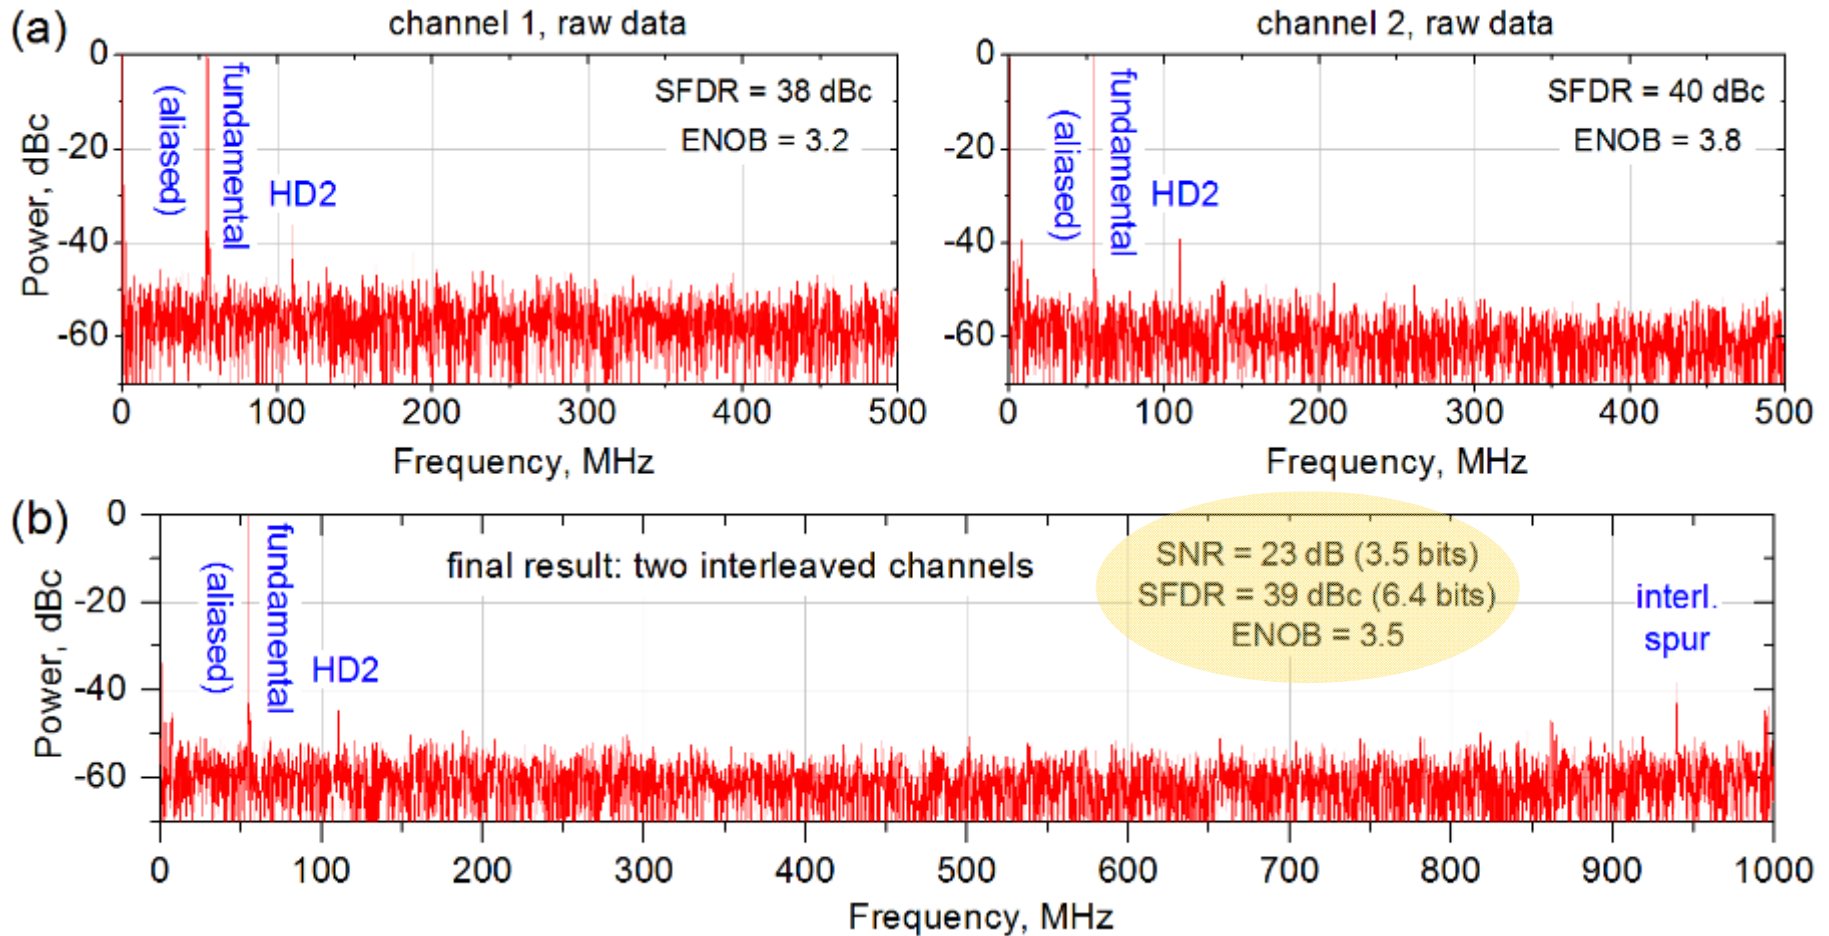 (a)
channel 1, raw data
channel 2, raw data
0
-20
-40
-60
Power, dBc
fundamental
(aliased)
HD2
SFDR = 38 dBc
ENOB = 3.2
0 100 200 300 400 500
Frequency, MHz
0
-20
-40
-60
fundamental
(aliased)
HD2
SFDR = 40 dBc
ENOB = 3.8
0 100 200 300 400 500
Frequency, MHz
(b)
0
-20
-40
-60
Power, dBc
fundamental
(aliased)
HD2
final result: two interleaved channels
SNR = 23 dB (3.5 bits)
SFDR = 39 dBc (6.4 bits)
ENOB = 3.5
interl.
spur
0 100 200 300 400 500 600 700 800 900 1000
Frequency, MHz